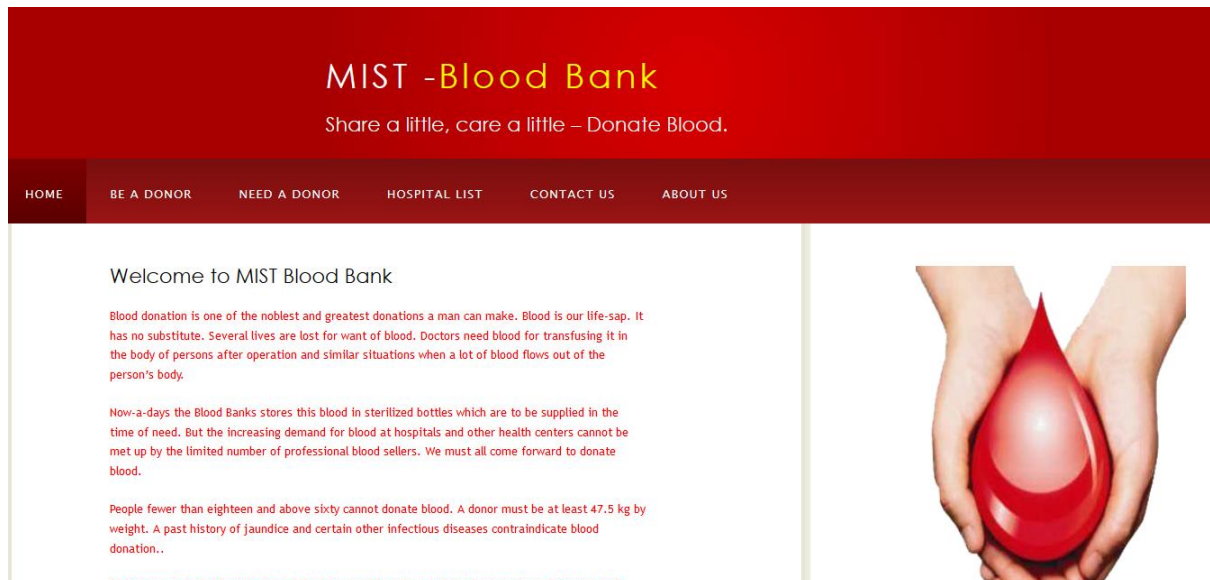 MIST -Blood Bank
Share a little, care a little – Donate Blood.
HOME BE A DONOR NEED A DONOR HOSPITAL LIST CONTACT US ABOUT US
Welcome to MIST Blood Bank
Blood donation is one of the noblest and greatest donations a man can make. Blood is our life-sap. It
has no substitute. Several lives are lost for want of blood. Doctors need blood for transfusing it in
the body of persons after operation and similar situations when a lot of blood flows out of the
person's body.
Now-a-days the Blood Banks stores this blood in sterilized bottles which are to be supplied in the
time of need. But the increasing demand for blood at hospitals and other health centers cannot be
met up by the limited number of professional blood sellers. We must all come forward to donate
blood.
People fewer than eighteen and above sixty cannot donate blood. A donor must be at least 47.5 kg by
weight. A past history of jaundice and certain other infectious diseases contraindicate blood
donation..